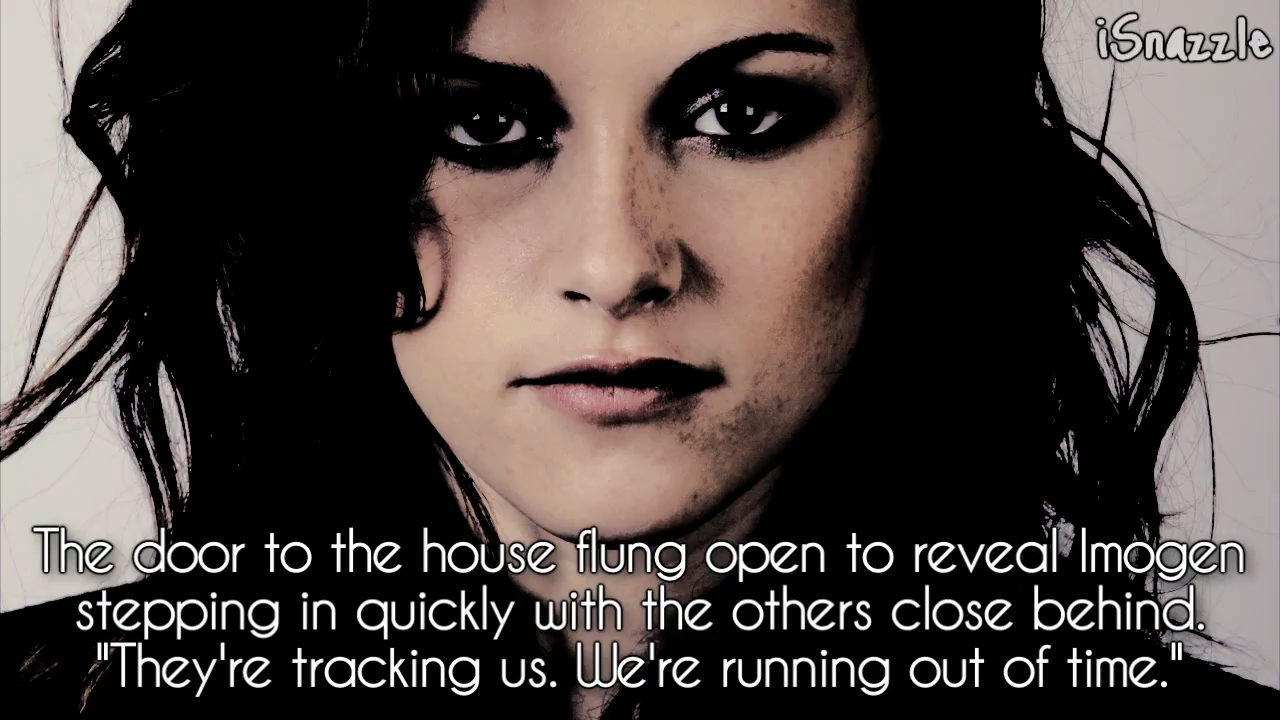 iSnazzle
The door to the house flung open to reveal Imogen
stepping in quickly with the others close behind.
"They're tracking us. We're running out of time."